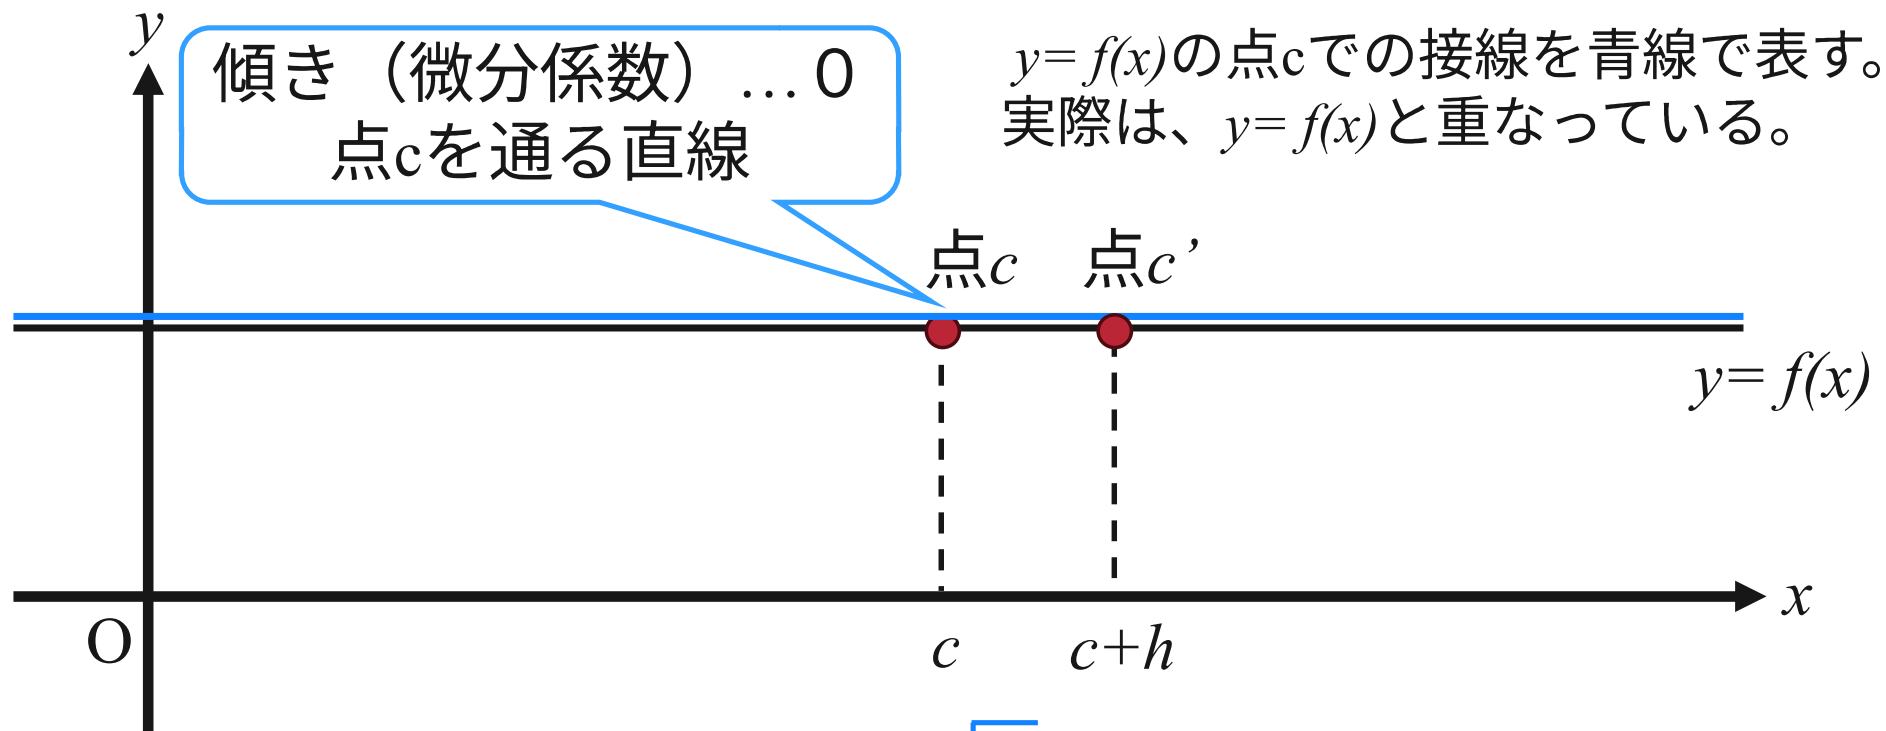 y
傾き（微分係数）…０
点cを通る直線
y= f(x)の点cでの接線を青線で表す。
実際は、y= f(x)と重なっている。
点c
点c’
y= f(x)
x
O
c
c+h